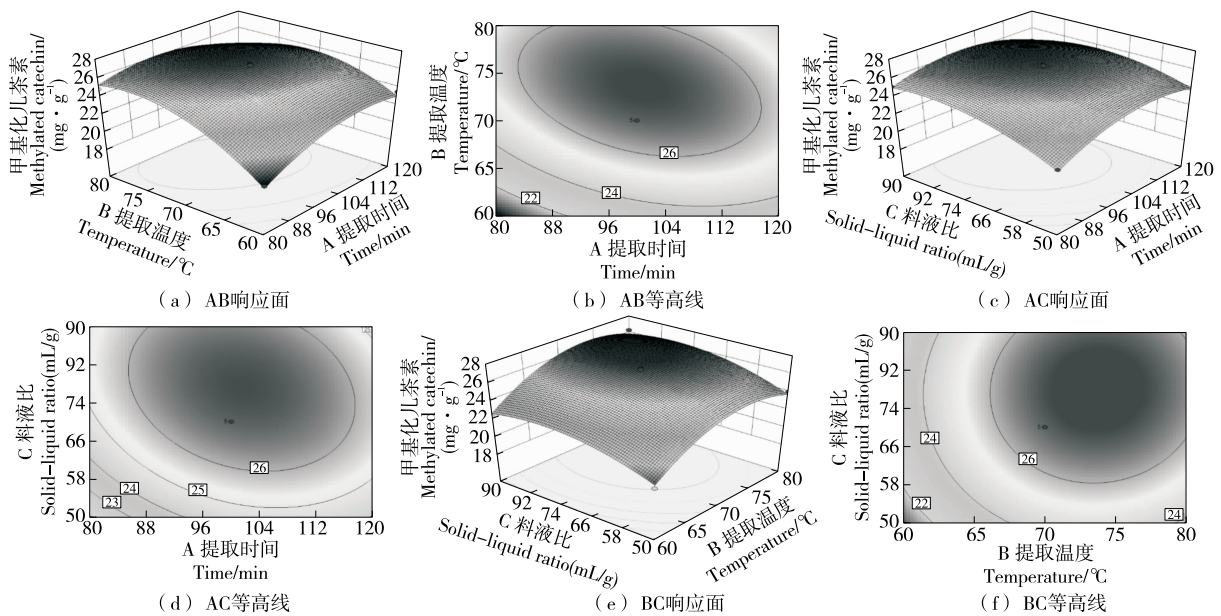 28
26
24
22
20
18
甲基化儿茶素
Methylated catechin/
(mg·g⁻¹)
80
75
70
65
60
B 提取温度
Temperature/℃
80
88
96
104
112
120
A 提取时间
Time/min
(a) AB响应面
80
75
70
65
60
B 提取温度
Temperature/℃
5
26
24
22
80
88
96
104
112
120
A 提取时间
Time/min
(b) AB等高线
28
26
24
22
20
18
甲基化儿茶素
Methylated catechin/
(mg·g⁻¹)
90
92
74
66
58
50
C 料液比
Solid-liquid ratio(mL/g)
80
88
96
104
112
120
A 提取时间
Time/min
(c) AC响应面
90
92
74
66
58
50
C 料液比
Solid-liquid ratio(mL/g)
5
26
25
24
23
80
88
96
104
112
120
A 提取时间
Time/min
(d) AC等高线
28
26
24
22
20
18
甲基化儿茶素
Methylated catechin/
(mg·g⁻¹)
90
92
74
66
58
50
C 料液比
Solid-liquid ratio(mL/g)
60
65
70
75
80
B 提取温度
Temperature/℃
(e) BC响应面
90
92
74
66
58
50
C 料液比
Solid-liquid ratio(mL/g)
5
24
26
22
24
60
65
70
75
80
B 提取温度
Temperature/℃
(f) BC等高线